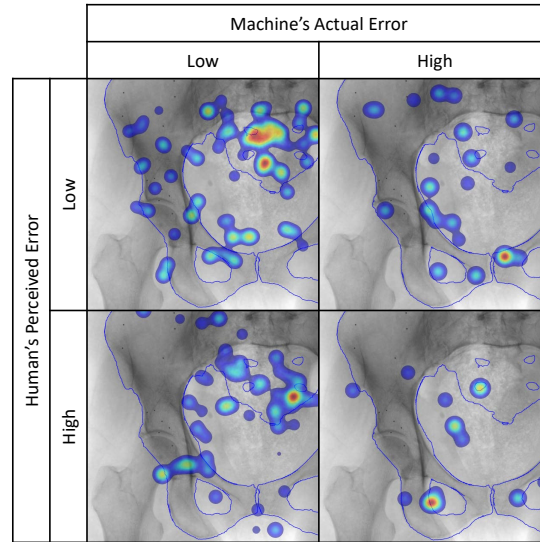 Machine’s Actual Error
Low
High
Human’s Perceived Error
Low
High